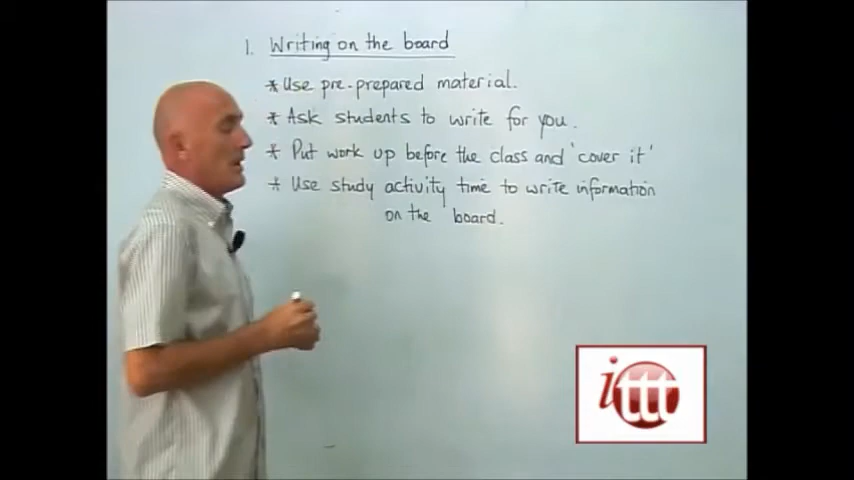 1. Writing on the board
* Use pre-prepared material.
* Ask students to write for you.
* Put work up before the class and 'cover it'
* Use study activity time to write information
on the board.
ittt